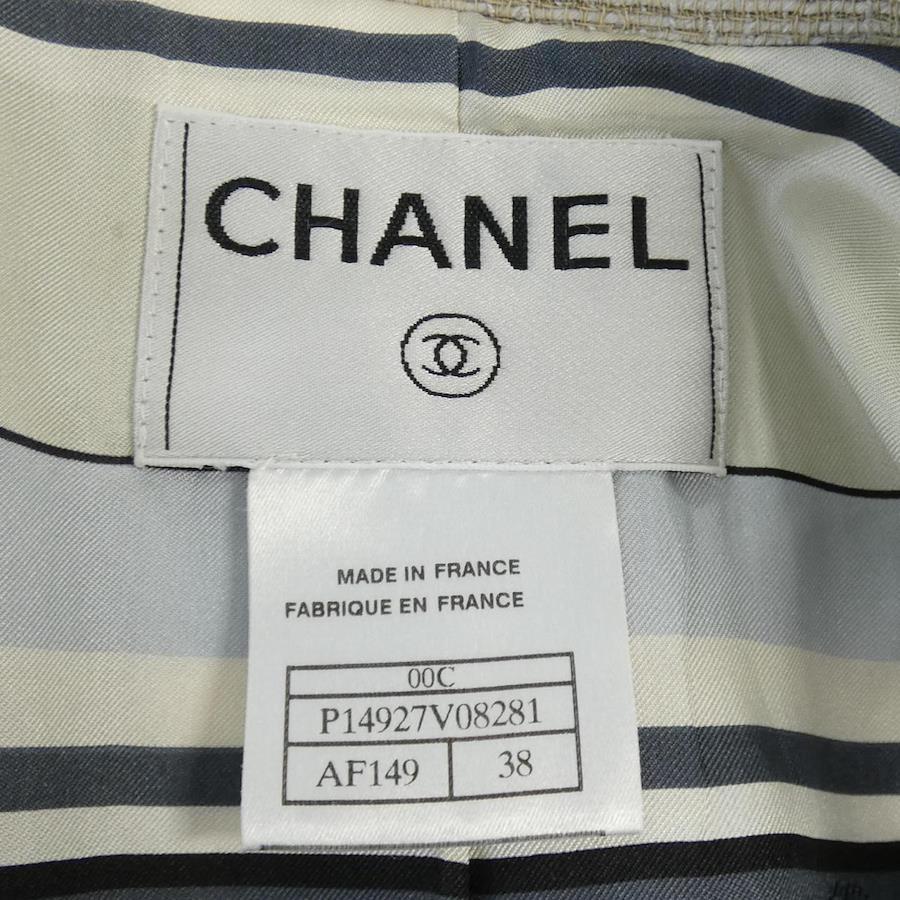 CHANEL
MADE IN FRANCE
FABRIQUE EN FRANCE
00C
P14927V08281
AF149 38